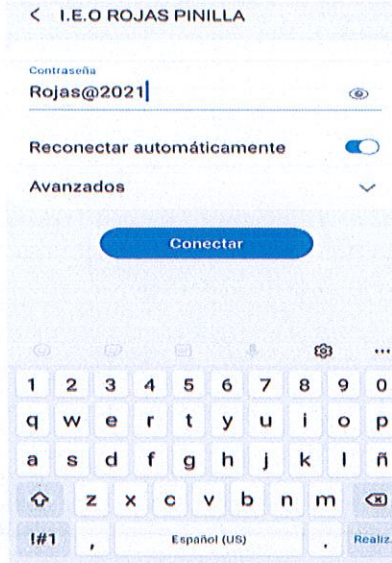 < I.E.O ROJAS PINILLA
Contraseña
Rojas@2021
Reconectar automáticamente
Avanzados
Conectar
1 2 3 4 5 6 7 8 9 0
q w e r t y u i o p
a s d f g h j k l ñ
z x c v b n m
!#1 , Español (US) . Realiz.